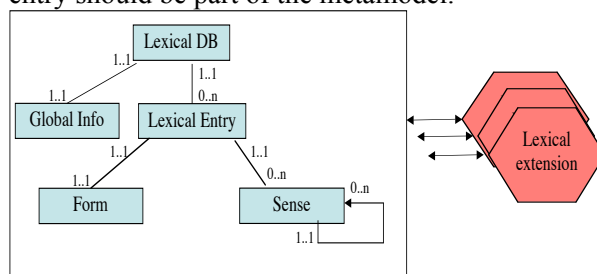 entry should be part of the metamodel.
Lexical DB
1..1
1..1
1..1
0..n
Global Info
Lexical Entry
Lexical
extension
1..1
1..1
1..1
0..n
0..n
Form
Sense
1..1